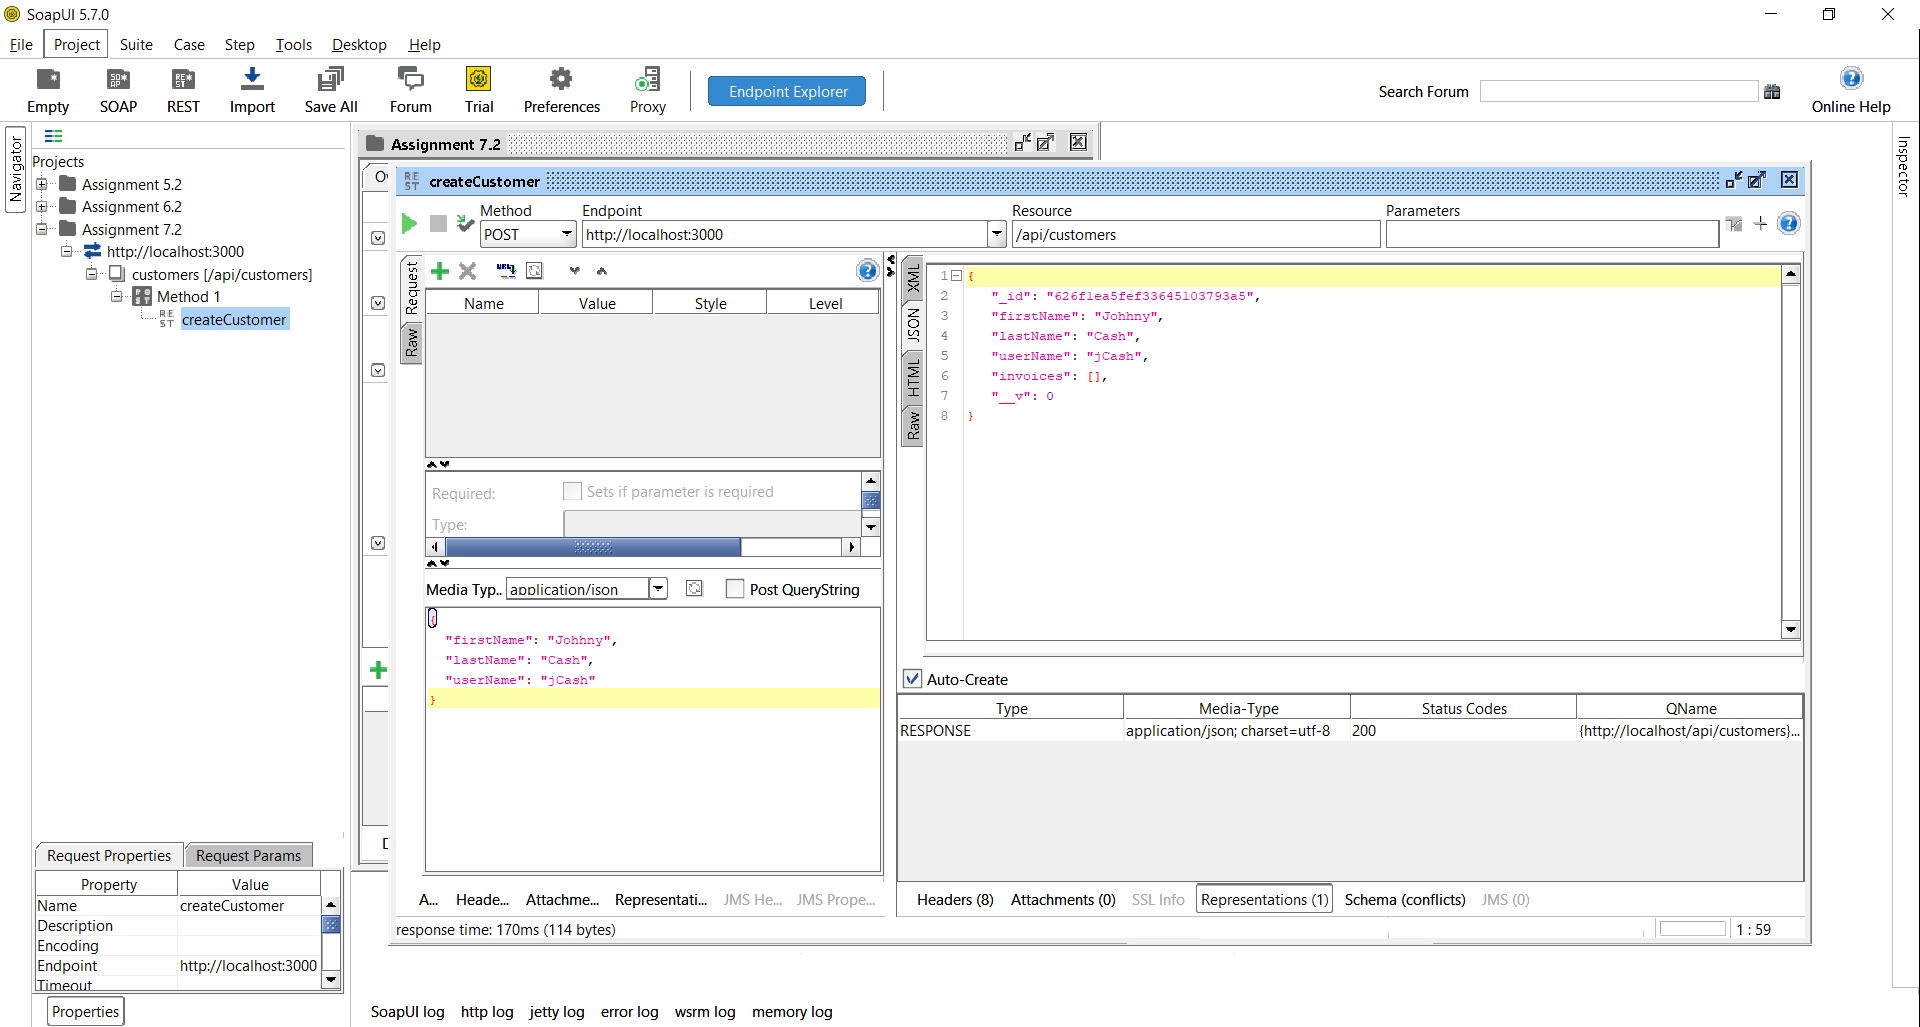 SoapUI 5.7.0
File Project Suite Case Step Tools Desktop Help
Empty SOAP REST Import Save All Forum Trial Preferences Proxy Endpoint Explorer Search Forum Online Help
Navigator
Inspector
Projects
Assignment 5.2
Assignment 6.2
Assignment 7.2
http://localhost:3000
customers [/api/customers]
Method 1
createCustomer
Assignment 7.2
createCustomer
Method Endpoint Resource Parameters
POST http://localhost:3000 /api/customers
Request
Raw
Name Value Style Level
Required: Sets if parameter is required
Type:
Media Typ.. application/json Post QueryString
{
"firstName": "Johhny",
"lastName": "Cash",
"userName": "jCash"
}
A... Heade... Attachme... Representati... JMS He... JMS Prope...
XML
JSON
HTML
Raw
1 {
2 "_id": "626f1ea5fef33645103793a5",
3 "firstName": "Johhny",
4 "lastName": "Cash",
5 "userName": "jCash",
6 "invoices": [],
7 "__v": 0
8 }
Auto-Create
Type Media-Type Status Codes QName
RESPONSE application/json; charset=utf-8 200 {http://localhost/api/customers}...
Headers (8) Attachments (0) SSL Info Representations (1) Schema (conflicts) JMS (0)
response time: 170ms (114 bytes) 1 : 59
Request Properties Request Params
Property Value
Name createCustomer
Description
Encoding
Endpoint http://localhost:3000
Timeout
Properties
SoapUI log http log jetty log error log wsrm log memory log